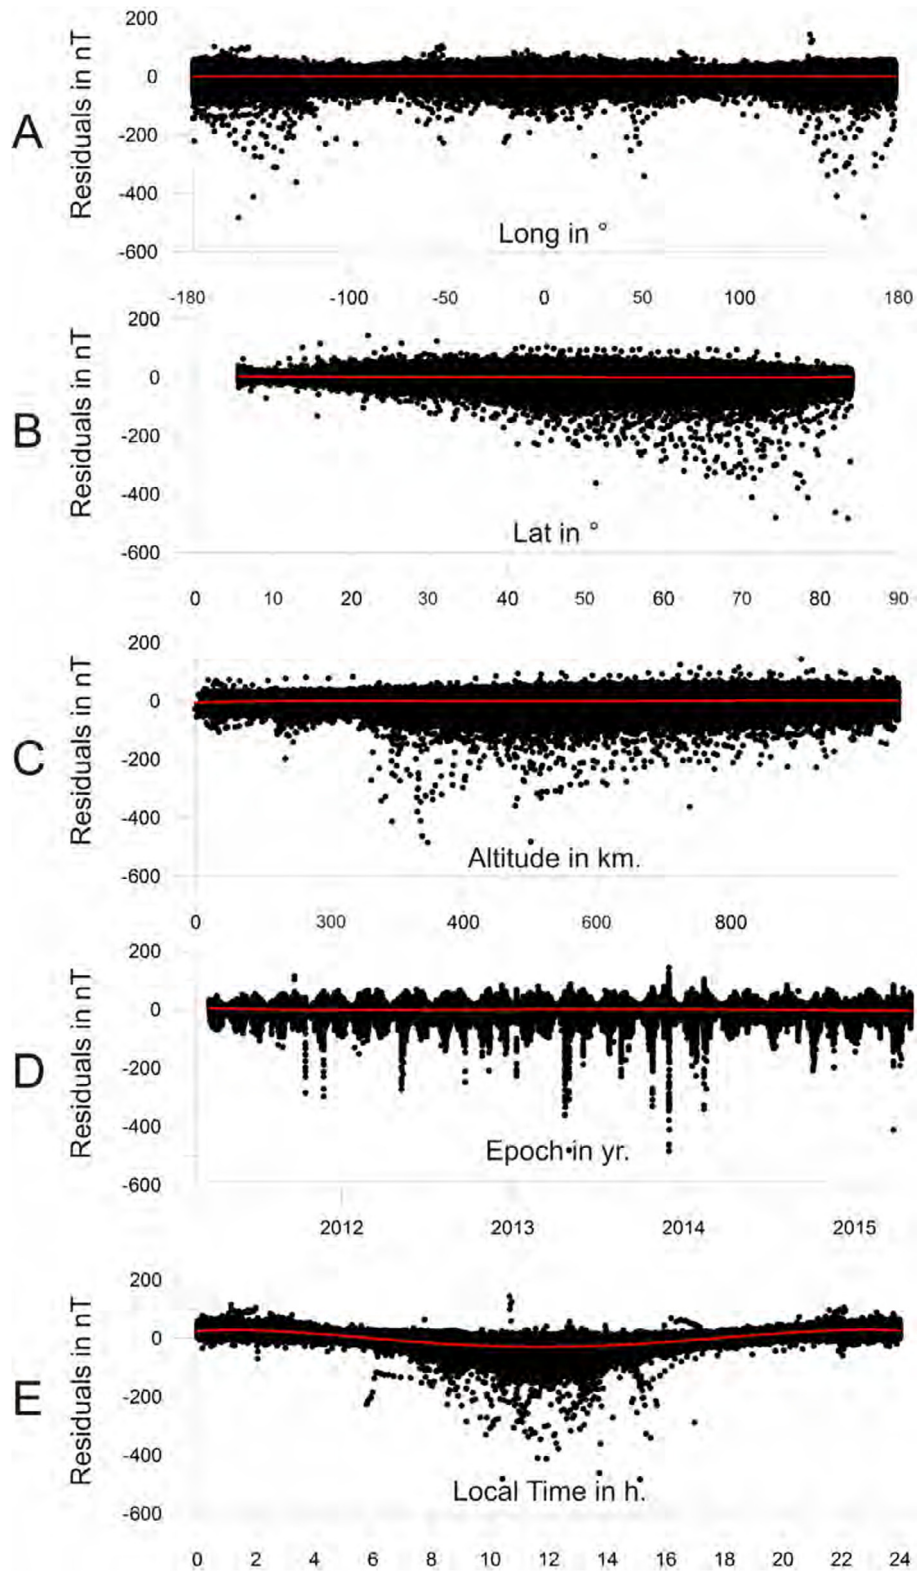 A
Residuals in nT
200
0
-200
-400
-600
Long in °
-180 -100 -50 0 50 100 180
B
Residuals in nT
200
0
-200
-400
-600
Lat in °
0 10 20 30 40 50 60 70 80 90
C
Residuals in nT
200
0
-200
-400
-600
Altitude in km.
0 300 400 600 800
D
Residuals in nT
200
0
-200
-400
-600
Epoch in yr.
2012 2013 2014 2015
E
Residuals in nT
200
0
-200
-400
-600
Local Time in h.
0 2 4 6 8 10 12 14 16 18 20 22 24